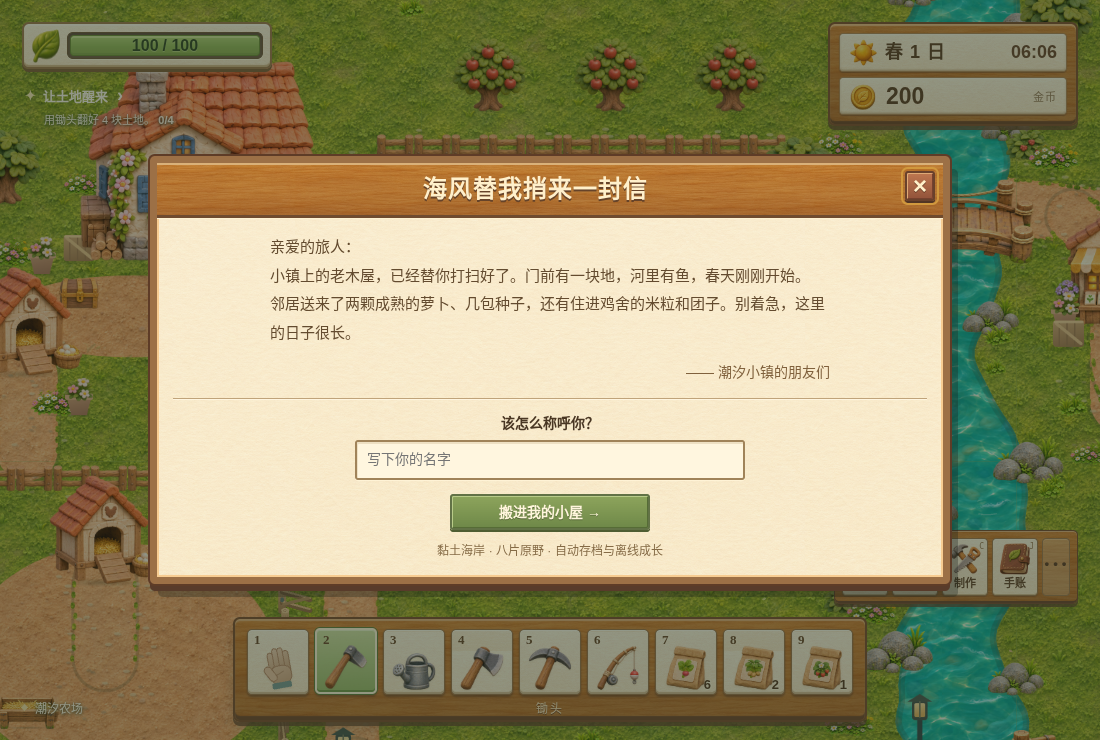 100 / 100
春 1 日
06:06
200
金币
让土地醒来 ›
用锄头翻好 4 块土地 0/4
海风替我捎来一封信
×
亲爱的旅人：
小镇上的老木屋，已经替你打扫好了。门前有一块地，河里有鱼，春天刚刚开始。
邻居送来了两颗成熟的萝卜、几包种子，还有住进鸡舍的米粒和团子。别着急，这里
的日子很长。
—— 潮汐小镇的朋友们
该怎么称呼你？
写下你的名字
搬进我的小屋 →
黏土海岸 · 八片原野 · 自动存档与离线成长
C
制作
J
手账
•••
1
2
3
4
5
6
7
6
8
2
9
1
锄头
潮汐农场